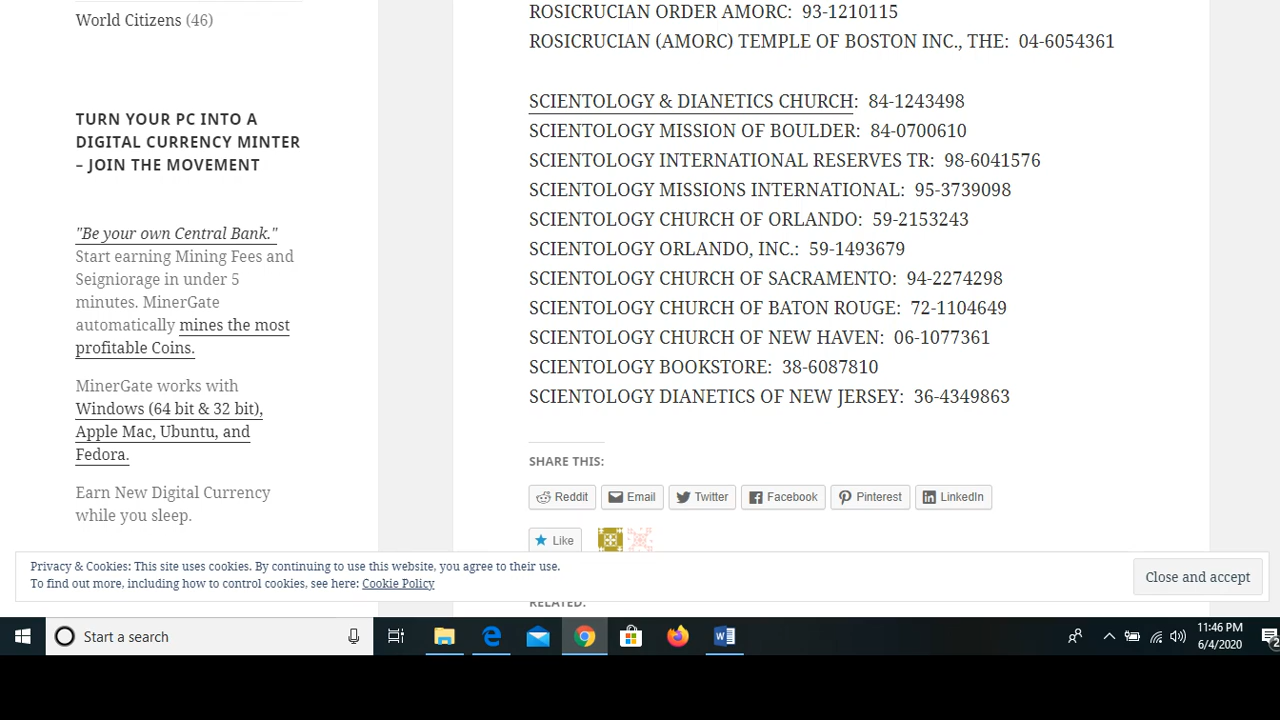 World Citizens (46)
TURN YOUR PC INTO A
DIGITAL CURRENCY MINTER
– JOIN THE MOVEMENT
"Be your own Central Bank."
Start earning Mining Fees and
Seigniorage in under 5
minutes. MinerGate
automatically mines the most
profitable Coins.
MinerGate works with
Windows (64 bit & 32 bit),
Apple Mac, Ubuntu, and
Fedora.
Earn New Digital Currency
while you sleep.
ROSICRUCIAN ORDER AMORC: 93-1210115
ROSICRUCIAN (AMORC) TEMPLE OF BOSTON INC., THE: 04-6054361
SCIENTOLOGY & DIANETICS CHURCH: 84-1243498
SCIENTOLOGY MISSION OF BOULDER: 84-0700610
SCIENTOLOGY INTERNATIONAL RESERVES TR: 98-6041576
SCIENTOLOGY MISSIONS INTERNATIONAL: 95-3739098
SCIENTOLOGY CHURCH OF ORLANDO: 59-2153243
SCIENTOLOGY ORLANDO, INC.: 59-1493679
SCIENTOLOGY CHURCH OF SACRAMENTO: 94-2274298
SCIENTOLOGY CHURCH OF BATON ROUGE: 72-1104649
SCIENTOLOGY CHURCH OF NEW HAVEN: 06-1077361
SCIENTOLOGY BOOKSTORE: 38-6087810
SCIENTOLOGY DIANETICS OF NEW JERSEY: 36-4349863
SHARE THIS:
Reddit Email Twitter Facebook Pinterest LinkedIn
Like
Privacy & Cookies: This site uses cookies. By continuing to use this website, you agree to their use.
To find out more, including how to control cookies, see here: Cookie Policy
Close and accept
RELATED:
Start a search
11:46 PM
6/4/2020
2